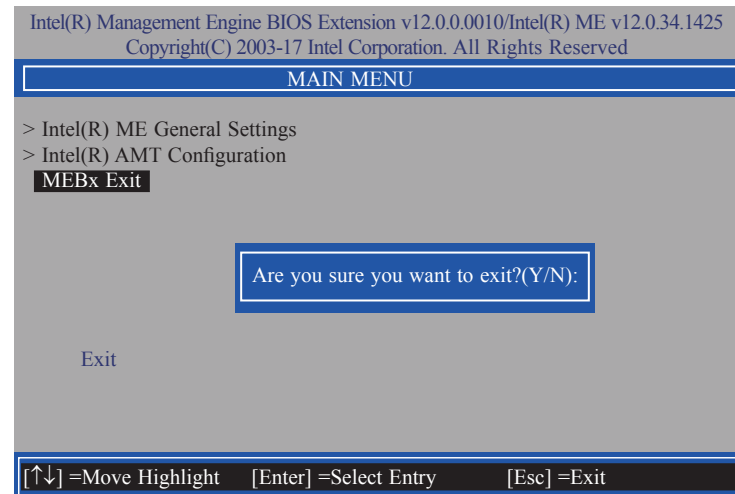 Intel(R) Management Engine BIOS Extension v12.0.0.0010/Intel(R) ME v12.0.34.1425
Copyright(C) 2003-17 Intel Corporation. All Rights Reserved
MAIN MENU
> Intel(R) ME General Settings
> Intel(R) AMT Configuration
MEBx Exit
Are you sure you want to exit?(Y/N):
Exit
[↑↓] =Move Highlight [Enter] =Select Entry [Esc] =Exit